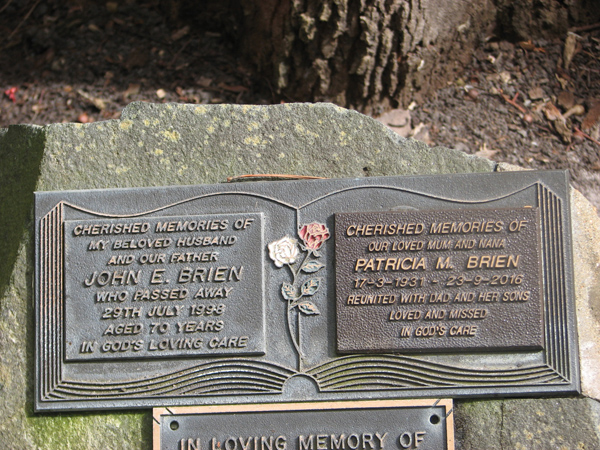 CHERISHED MEMORIES OF
MY BELOVED HUSBAND
AND OUR FATHER
JOHN E. BRIEN
WHO PASSED AWAY
29TH JULY 1998
AGED 70 YEARS
IN GOD'S LOVING CARE
CHERISHED MEMORIES OF
OUR LOVED MUM AND NANA
PATRICIA M. BRIEN
17-3-1931 - 23-9-2016
REUNITED WITH DAD AND HER SONS
LOVED AND MISSED
IN GOD'S CARE
IN LOVING MEMORY OF